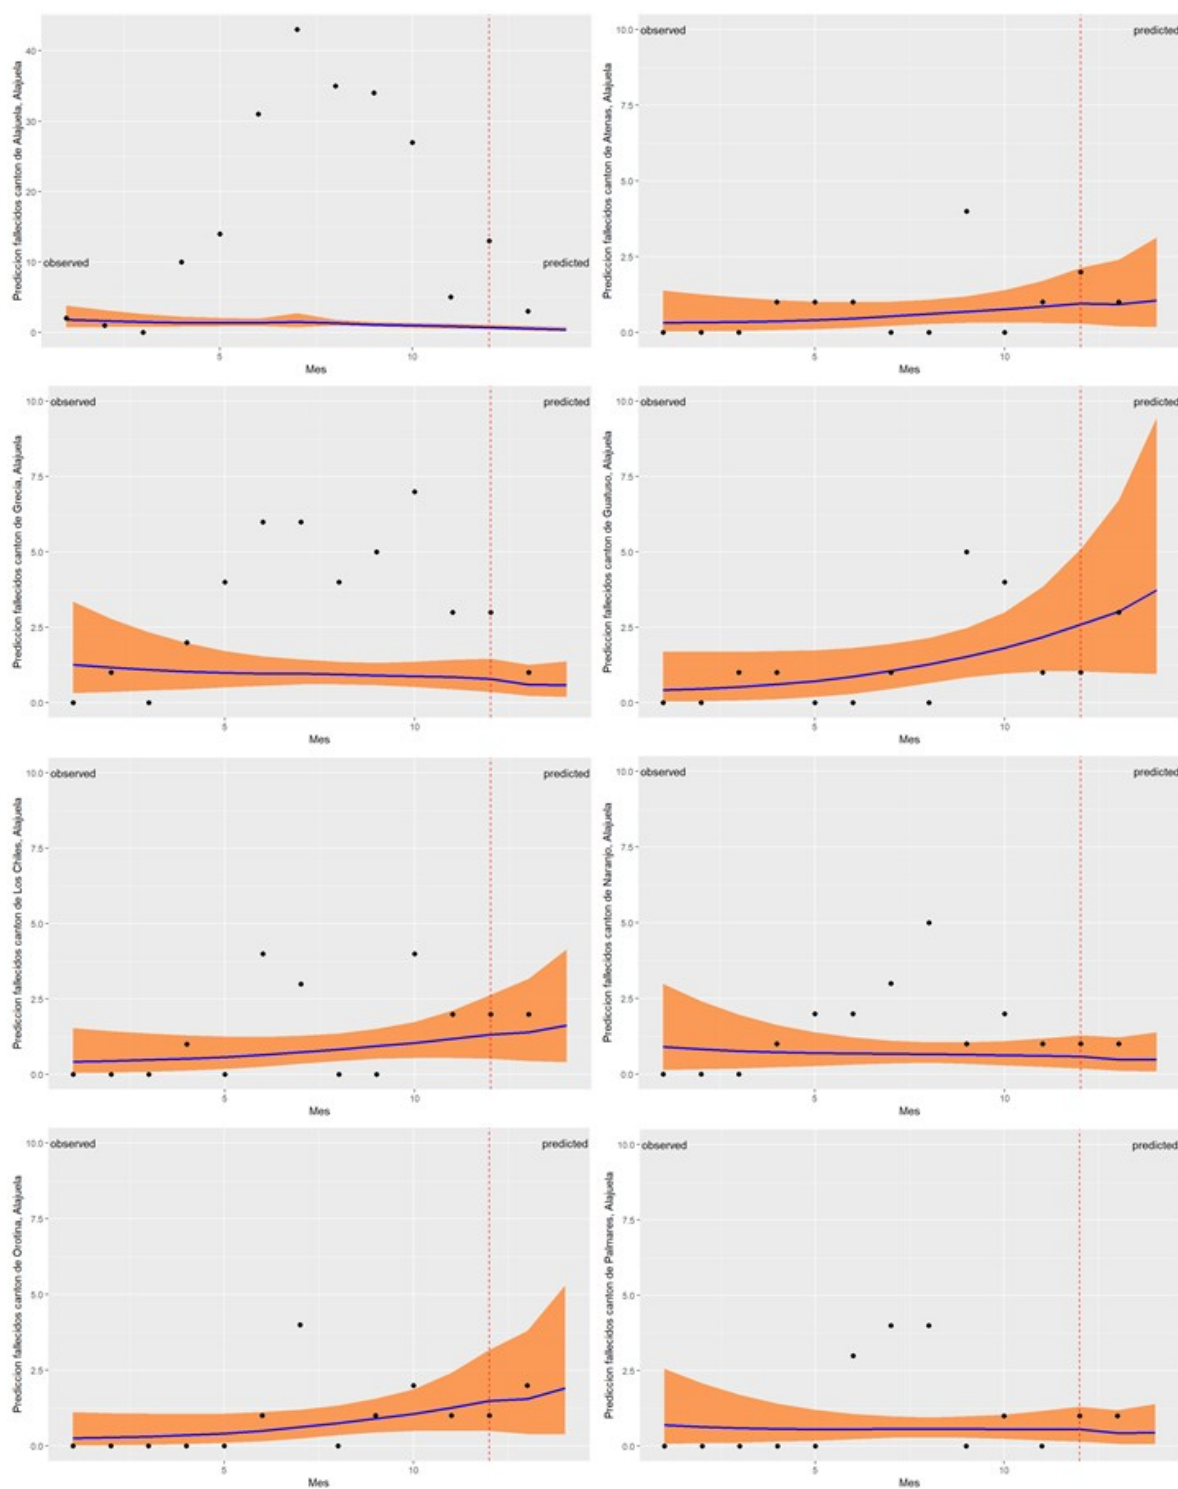 Prediccion fallecidos canton de Alajuela, Alajuela
40
30
20
10
0
observed
predicted
5
10
Mes
Prediccion fallecidos canton de Atenas, Alajuela
10.0
7.5
5.0
2.5
0.0
observed
predicted
5
10
Mes
Prediccion fallecidos canton de Grecia, Alajuela
10.0
7.5
5.0
2.5
0.0
observed
predicted
5
10
Mes
Prediccion fallecidos canton de Guatuso, Alajuela
10.0
7.5
5.0
2.5
0.0
observed
predicted
5
10
Mes
Prediccion fallecidos canton de Los Chiles, Alajuela
10.0
7.5
5.0
2.5
0.0
observed
predicted
5
10
Mes
Prediccion fallecidos canton de Naranjo, Alajuela
10.0
7.5
5.0
2.5
0.0
observed
predicted
5
10
Mes
Prediccion fallecidos canton de Orotina, Alajuela
10.0
7.5
5.0
2.5
0.0
observed
predicted
5
10
Mes
Prediccion fallecidos canton de Palmares, Alajuela
10.0
7.5
5.0
2.5
0.0
observed
predicted
5
10
Mes